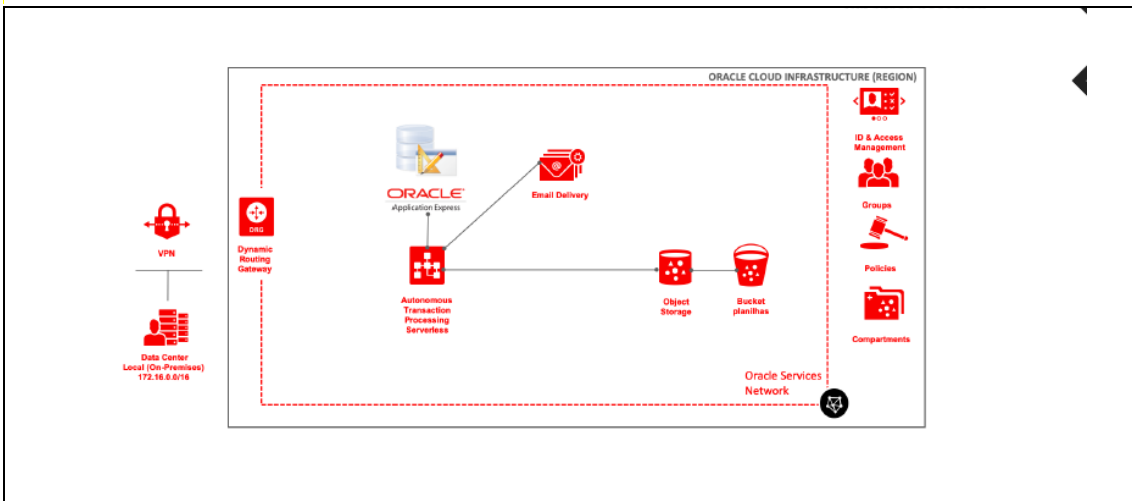 ORACLE CLOUD INFRASTRUCTURE (REGION)
ID & Access
Management
Groups
Policies
Compartments
ORACLE
Application Express
Email Delivery
DRG
Dynamic
Routing
Gateway
VPN
Data Center
Local (On-Premises)
172.16.0.0/16
Autonomous
Transaction
Processing
Serverless
Object
Storage
Bucket
planilhas
Oracle Services
Network